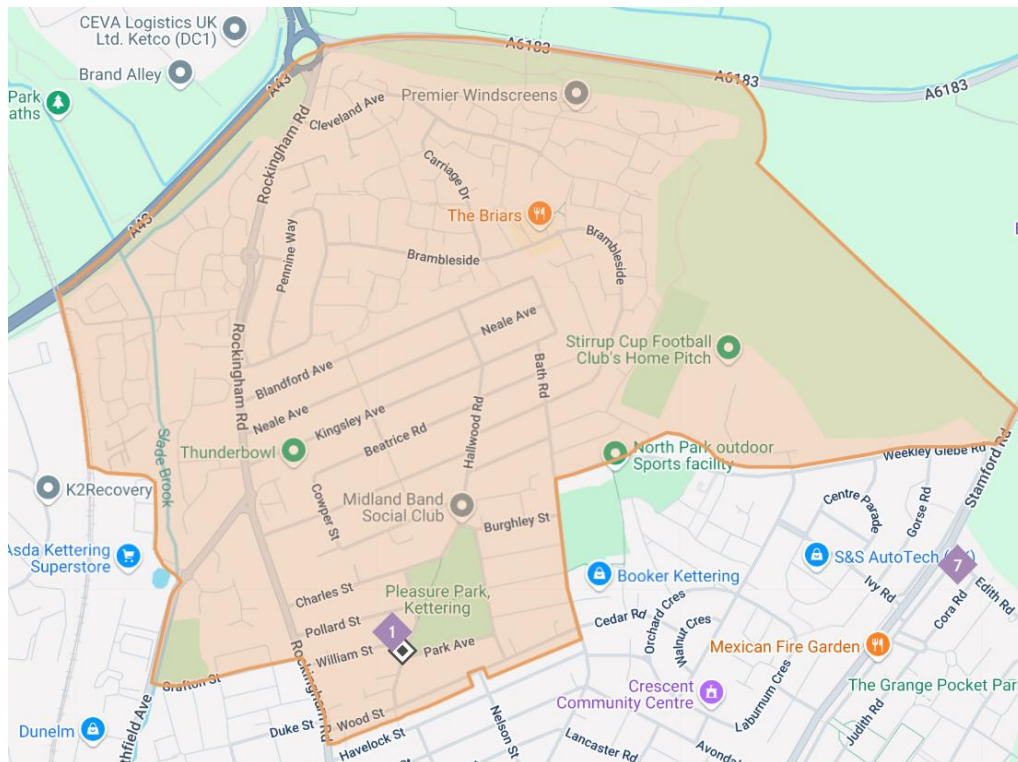 CEVA Logistics UK
Ltd. Ketco (DC1)
Brand Alley
Park
aths
A43
A6183
A6183
A6183
Premier Windscreens
Cleveland Ave
Rockingham Rd
Carriage Dr
The Briars
A43
Pennine Way
Brambleside
Brambleside
Neale Ave
Stirrup Cup Football
Club's Home Pitch
Rockingham Rd
Blandford Ave
Bath Rd
Neale Ave
Kingsley Ave
Beatrice Rd
Hallwood Rd
Thunderbowl
Slade Brook
North Park outdoor
Sports facility
Weekley Glebe Rd
Stamford Rd
K2Recovery
Cowper St
Midland Band
Social Club
Burghley St
Centre Parade
Gorse Rd
Asda Kettering
Superstore
S&S AutoTech (
K)
7
Booker Kettering
Ivy Rd
Edith Rd
Cora Rd
Charles St
Pleasure Park,
Kettering
Pollard St
1
Cedar Rd
Orchard Cres
Walnut Cres
William St
Park Ave
Mexican Fire Garden
Grafton St
Rockingham Rd
Crescent
Community Centre
Laburnum Cres
The Grange Pocket Par
Dunelm
thfield Ave
Duke St
Wood St
Havelock St
Nelson St
Lancaster Rd
Avondal
Judith Rd